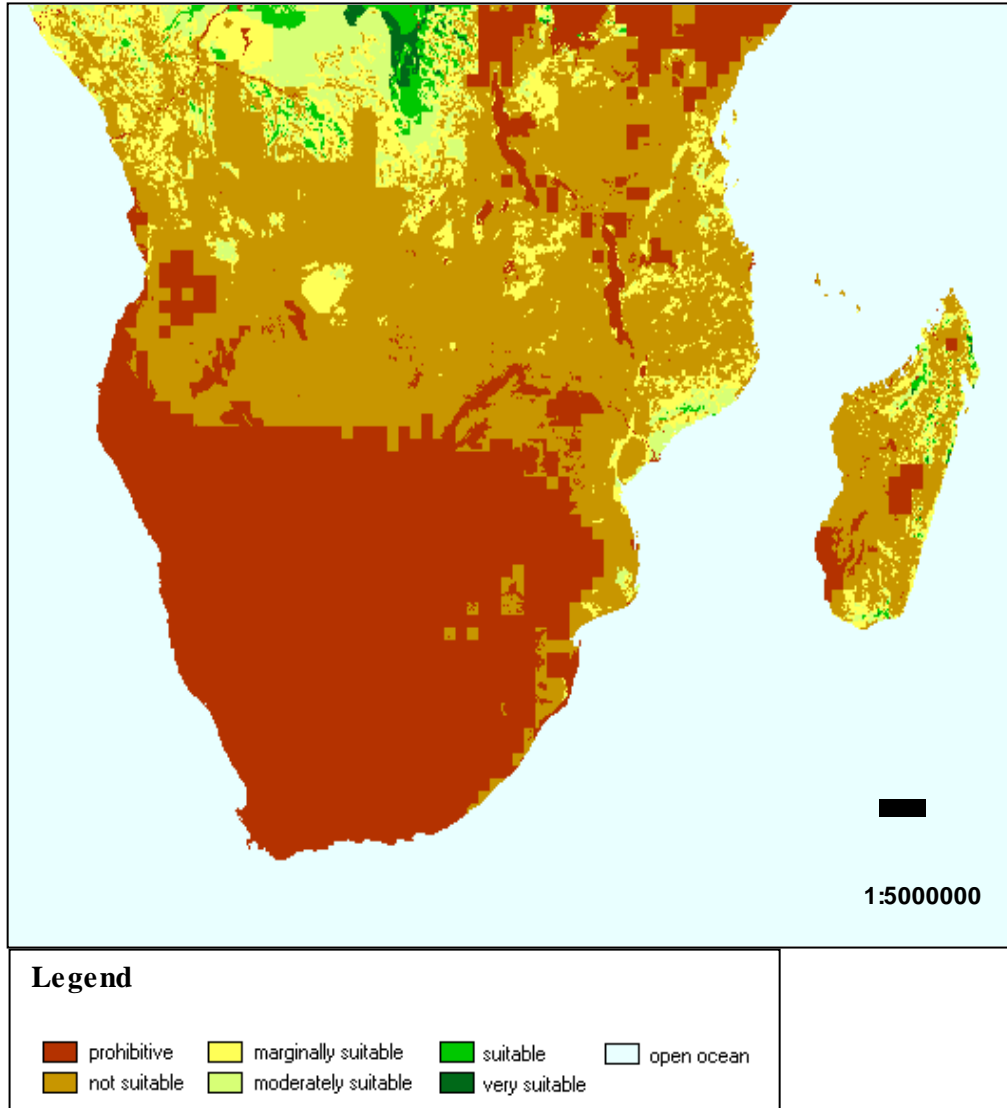 1:5000000
Legend
prohibitive
marginally suitable
suitable
open ocean
not suitable
moderately suitable
very suitable